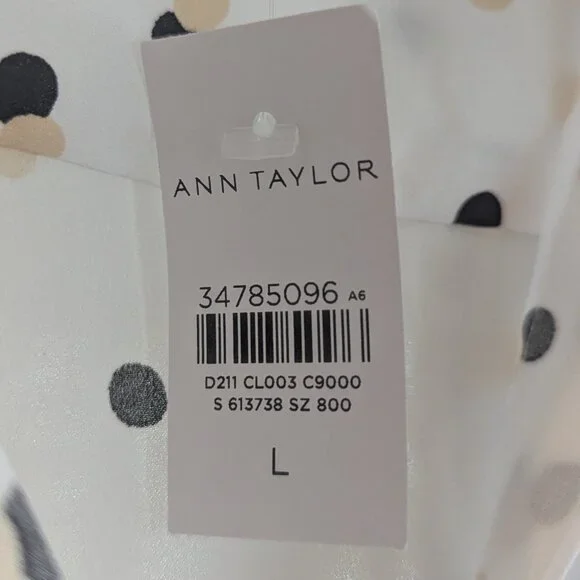 ANN TAYLOR
34785096 A6
D211 CL003 C9000
S 613738 SZ 800
L